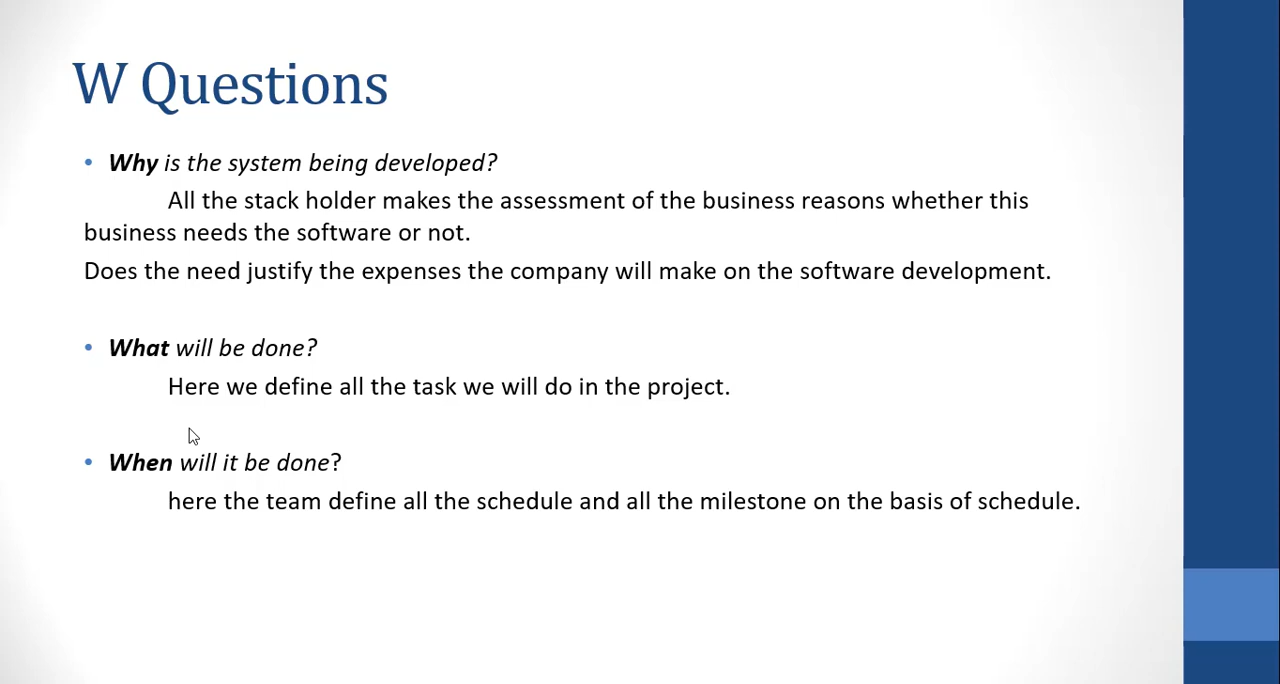 W Questions
• Why is the system being developed?
All the stack holder makes the assessment of the business reasons whether this
business needs the software or not.
Does the need justify the expenses the company will make on the software development.
• What will be done?
Here we define all the task we will do in the project.
• When will it be done?
here the team define all the schedule and all the milestone on the basis of schedule.